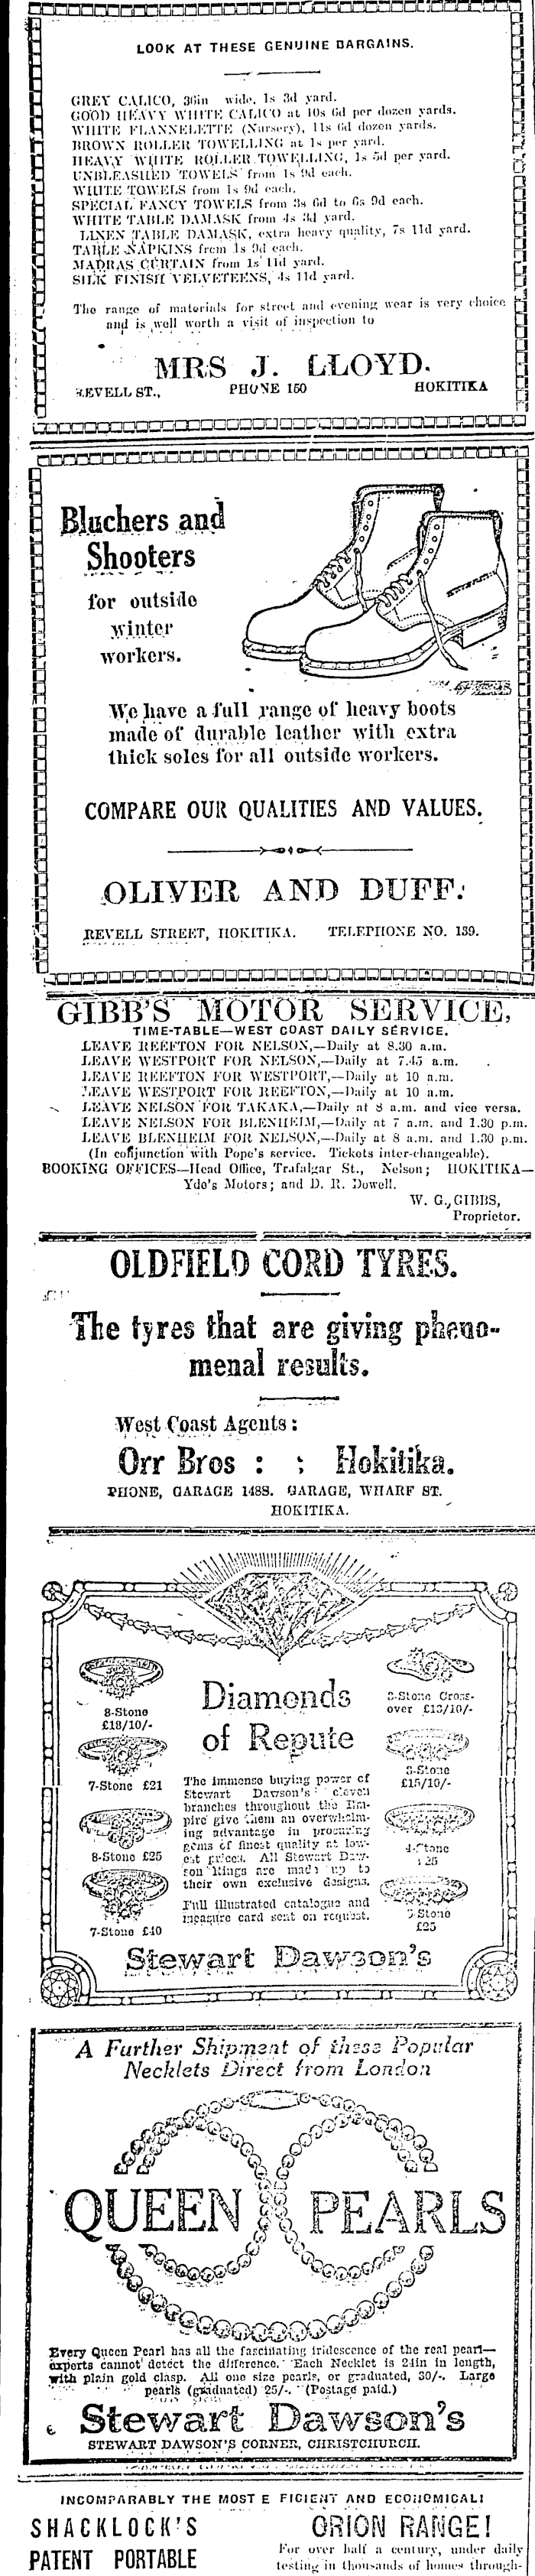 LOOK AT THESE GENUINE BARGAINS.
GREY CALICO, 36in wide, 1s 3d yard.
GOOD HEAVY WHITE CALICO at 10s 6d per dozen yards.
WHITE FLANNELETTE (Nursery), 11s 6d dozen yards.
BROWN ROLLER TOWELLING at 1s per yard.
HEAVY WHITE ROLLER TOWELLING, 1s 5d per yard.
UNBLEASHED TOWELS from 1s 9d each.
WHITE TOWELS from 1s 9d each.
SPECIAL FANCY TOWELS from 3s 6d to 6s 9d each.
WHITE TABLE DAMASK from 4s 3d yard.
LINEN TABLE DAMASK, extra heavy quality, 7s 11d yard.
TABLE NAPKINS from 1s 9d each.
MADRAS CURTAIN from 1s 11d yard.
SILK FINISH VELVETEENS, 4s 11d yard.
The range of materials for street and evening wear is very choice
and is well worth a visit of inspection to
MRS J. LLOYD.
REVELL ST., PHONE 150 HOKITIKA
Bluchers and
Shooters
for outside
winter
workers.
We have a full range of heavy boots
made of durable leather with extra
thick soles for all outside workers.
COMPARE OUR QUALITIES AND VALUES.
OLIVER AND DUFF.
REVELL STREET, HOKITIKA. TELEPHONE NO. 139.
GIBB'S MOTOR SERVICE,
TIME-TABLE—WEST COAST DAILY SERVICE.
LEAVE REEFTON FOR NELSON,—Daily at 8.30 a.m.
LEAVE WESTPORT FOR NELSON,—Daily at 7.45 a.m.
LEAVE REEFTON FOR WESTPORT,—Daily at 10 a.m.
LEAVE WESTPORT FOR REEFTON,—Daily at 10 a.m.
LEAVE NELSON FOR TAKAKA,—Daily at 8 a.m. and vice versa.
LEAVE NELSON FOR BLENHEIM,—Daily at 7 a.m. and 1.30 p.m.
LEAVE BLENHEIM FOR NELSON,—Daily at 8 a.m. and 1.30 p.m.
(In conjunction with Pope's service. Tickets inter-changeable).
BOOKING OFFICES—Head Office, Trafalgar St., Nelson; HOKITIKA—
Ydo's Motors; and D. R. Dowell.
W. G., GIBBS,
Proprietor.
OLDFIELD CORD TYRES.
The tyres that are giving pheno-
menal results.
West Coast Agents:
Orr Bros : : Hokitika.
PHONE, GARAGE 148S. GARAGE, WHARF ST.
HOKITIKA.
Diamonds
of Repute
8-Stone
£18/10/-
7-Stone £21
8-Stone £25
7-Stone £40
3-Stone Cross-
over £13/10/-
3-Stone
£15/10/-
4-Stone
£25
5-Stone
£25
The immense buying power of
Stewart Dawson's eleven
branches throughout the Em-
pire give them an overwhelm-
ing advantage in procuring
gems of finest quality at low-
est prices. All Stewart Daw-
son Rings are made up to
their own exclusive designs.
Full illustrated catalogue and
measure card sent on request.
Stewart Dawson's
A Further Shipment of these Popular
Necklets Direct from London
QUEEN PEARLS
Every Queen Pearl has all the fascinating iridescence of the real pearl—
experts cannot detect the difference. Each Necklet is 24in in length,
with plain gold clasp. All one size pearls, or graduated, 30/-. Large
pearls (graduated) 25/-. (Postage paid.)
Stewart Dawson's
STEWART DAWSON'S CORNER, CHRISTCHURCH.
INCOMPARABLY THE MOST E FICIENT AND ECONOMICAL!
SHACKLOCK'S ORION RANGE!
PATENT PORTABLE
For over half a century, under daily
testing in thousands of homes through-